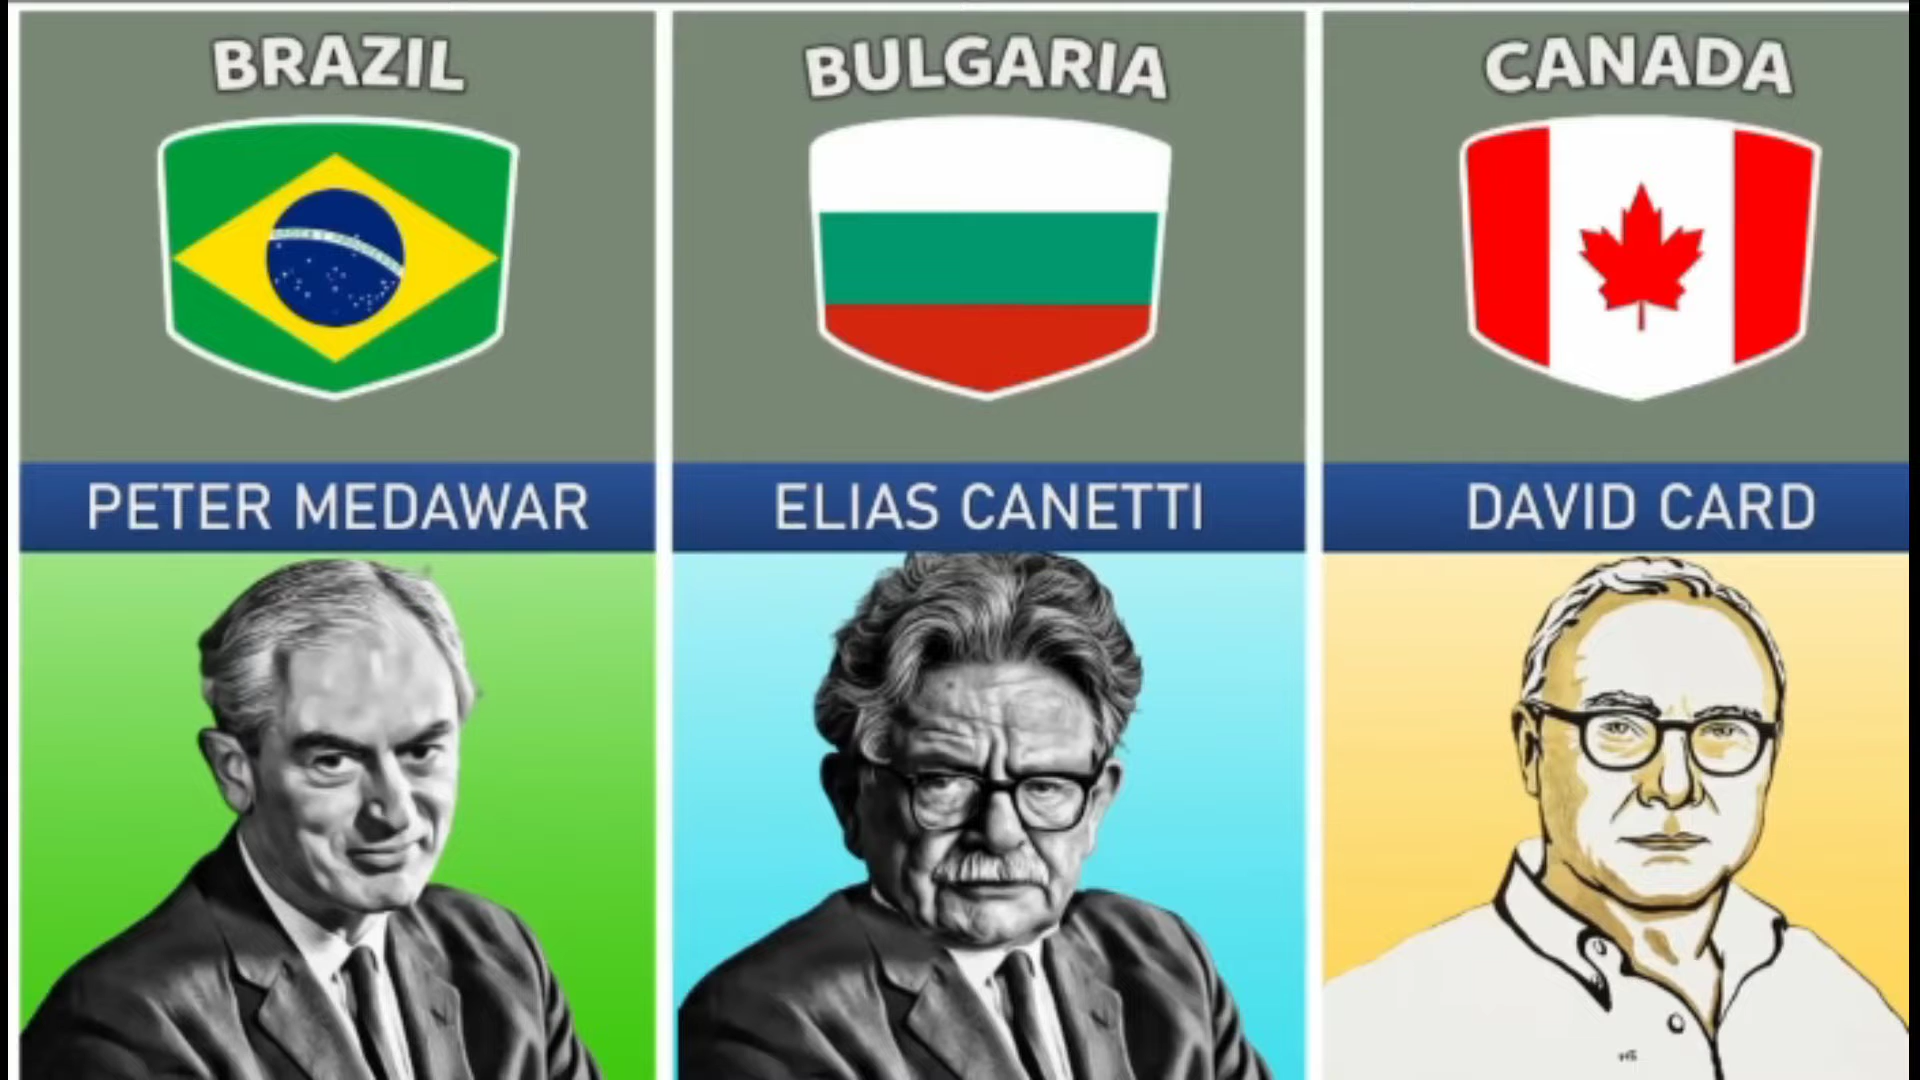 BRAZIL
BULGARIA
CANADA
PETER MEDAWAR
ELIAS CANETTI
DAVID CARD